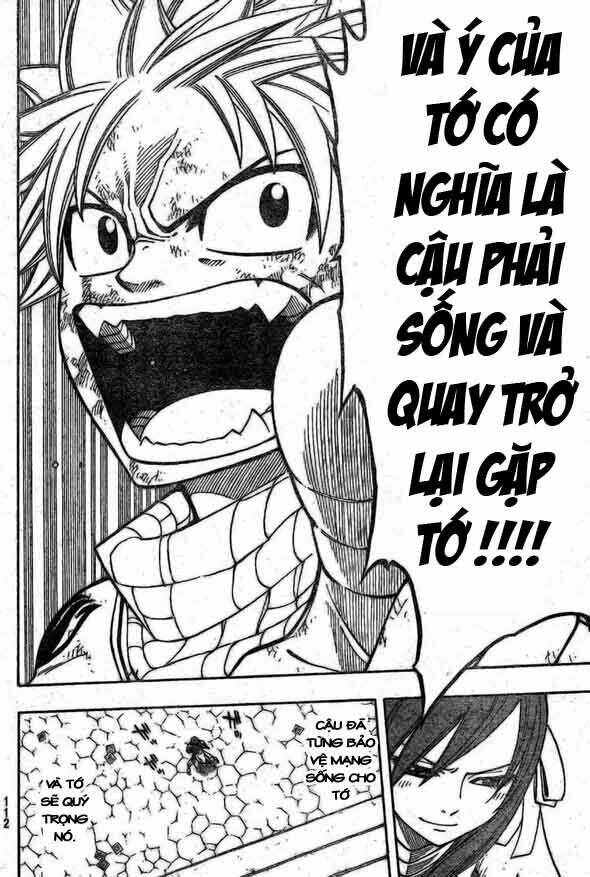 VÀ Ý CỦA
TỚ CÓ
NGHĨA LÀ
CẬU PHẢI
SỐNG VÀ
QUAY TRỞ
LẠI GẶP
TỚ !!!!
CẬU ĐÃ
TỪNG BẢO
VỆ MẠNG
SỐNG CHO
TỚ
VÀ TỚ
SẼ QUÝ
TRỌNG
NÓ.
112